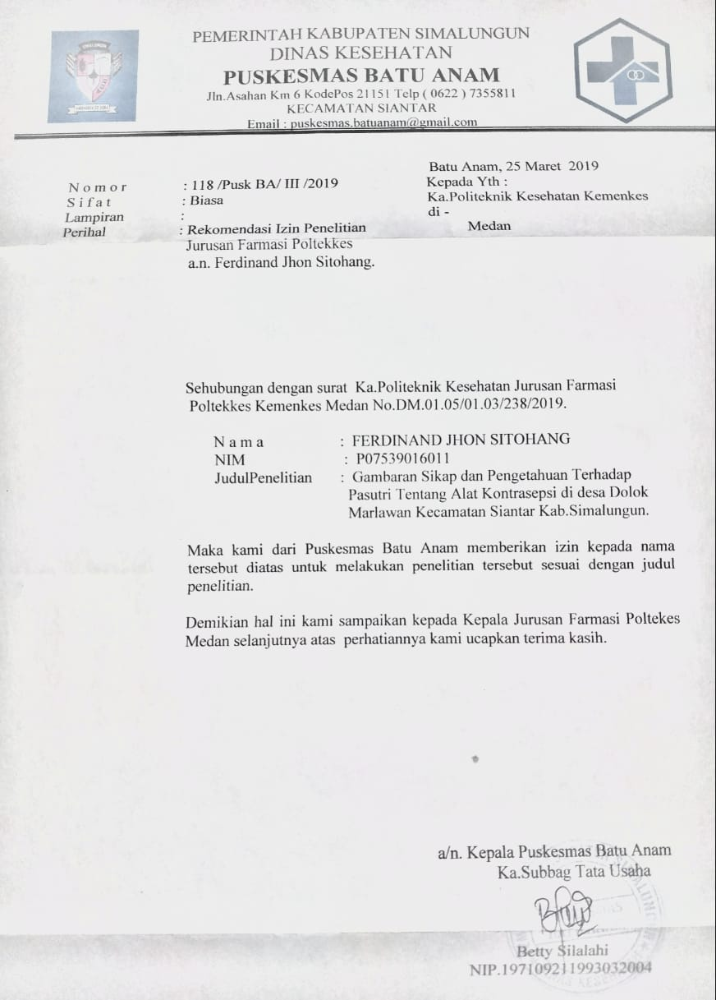 PEMERINTAH KABUPATEN SIMALUNGUN
DINAS KESEHATAN
PUSKESMAS BATU ANAM
Jln.Asahan Km 6 KodePos 21151 Telp ( 0622 ) 7355811
KECAMATAN SIANTAR
Email : puskesmas.batuanam@gmail.com
Batu Anam, 25 Maret 2019
Kepada Yth :
Ka.Politeknik Kesehatan Kemenkes
di -
Medan
Nomor : 118 /Pusk BA/ III /2019
Sifat : Biasa
Lampiran :
Perihal : Rekomendasi Izin Penelitian
Jurusan Farmasi Poltekkes
a.n. Ferdinand Jhon Sitohang.
Sehubungan dengan surat Ka.Politeknik Kesehatan Jurusan Farmasi
Poltekkes Kemenkes Medan No.DM.01.05/01.03/238/2019.
Nama : FERDINAND JHON SITOHANG
NIM : P07539016011
JudulPenelitian : Gambaran Sikap dan Pengetahuan Terhadap
Pasutri Tentang Alat Kontrasepsi di desa Dolok
Marlawan Kecamatan Siantar Kab.Simalungun.
Maka kami dari Puskesmas Batu Anam memberikan izin kepada nama
tersebut diatas untuk melakukan penelitian tersebut sesuai dengan judul
penelitian.
Demikian hal ini kami sampaikan kepada Kepala Jurusan Farmasi Poltekes
Medan selanjutnya atas perhatiannya kami ucapkan terima kasih.
a/n. Kepala Puskesmas Batu Anam
Ka.Subbag Tata Usaha
Betty Silalahi
NIP.197109211993032004